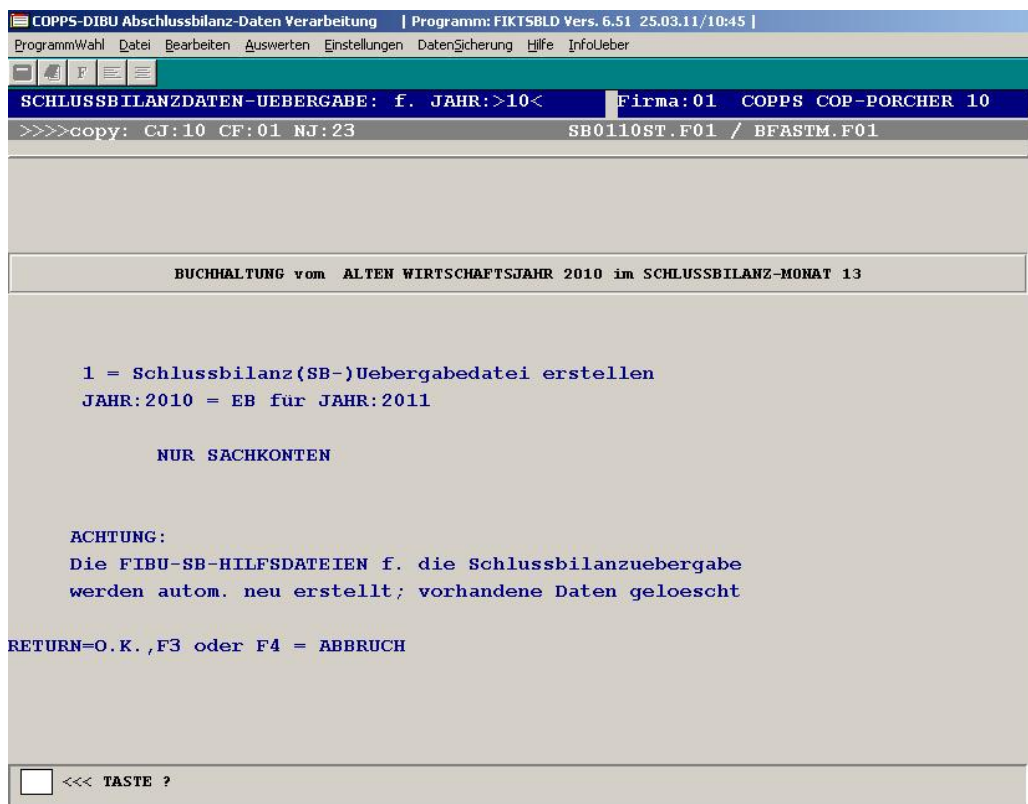 COPPS-DIBU Abschlussbilanz-Daten Verarbeitung | Programm: FIKTSBLD Vers. 6.51 25.03.11/10:45 |
ProgrammWahl Datei Bearbeiten Auswerten Einstellungen DatenSicherung Hilfe InfoUeber
F
SCHLUSSBILANZDATEN-UEBERGABE: f. JAHR:>10< Firma:01 COPPS COP-PORCHER 10
>>>>copy: CJ:10 CF:01 NJ:23 SB0110ST.F01 / BFASTM.F01
BUCHHALTUNG vom ALTEN WIRTSCHAFTSJAHR 2010 im SCHLUSSBILANZ-MONAT 13
1 = Schlussbilanz(SB-)Uebergabedatei erstellen
JAHR:2010 = EB für JAHR:2011
NUR SACHKONTEN
ACHTUNG:
Die FIBU-SB-HILFSDATEIEN f. die Schlussbilanzuebergabe
werden autom. neu erstellt; vorhandene Daten geloescht
RETURN=O.K.,F3 oder F4 = ABBRUCH
<<< TASTE ?